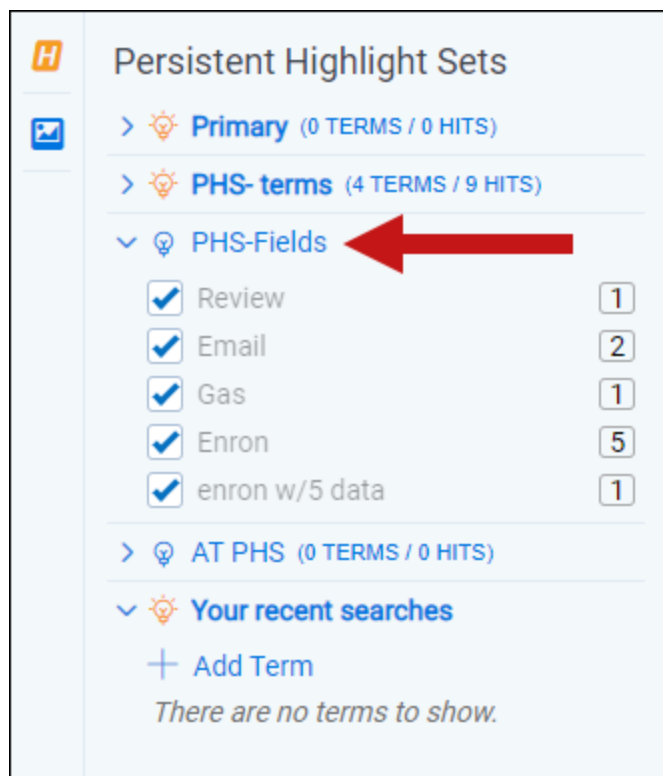 H
Persistent Highlight Sets
Primary (0 TERMS / 0 HITS)
PHS- terms (4 TERMS / 9 HITS)
PHS-Fields
Review 1
Email 2
Gas 1
Enron 5
enron w/5 data 1
AT PHS (0 TERMS / 0 HITS)
Your recent searches
Add Term
There are no terms to show.